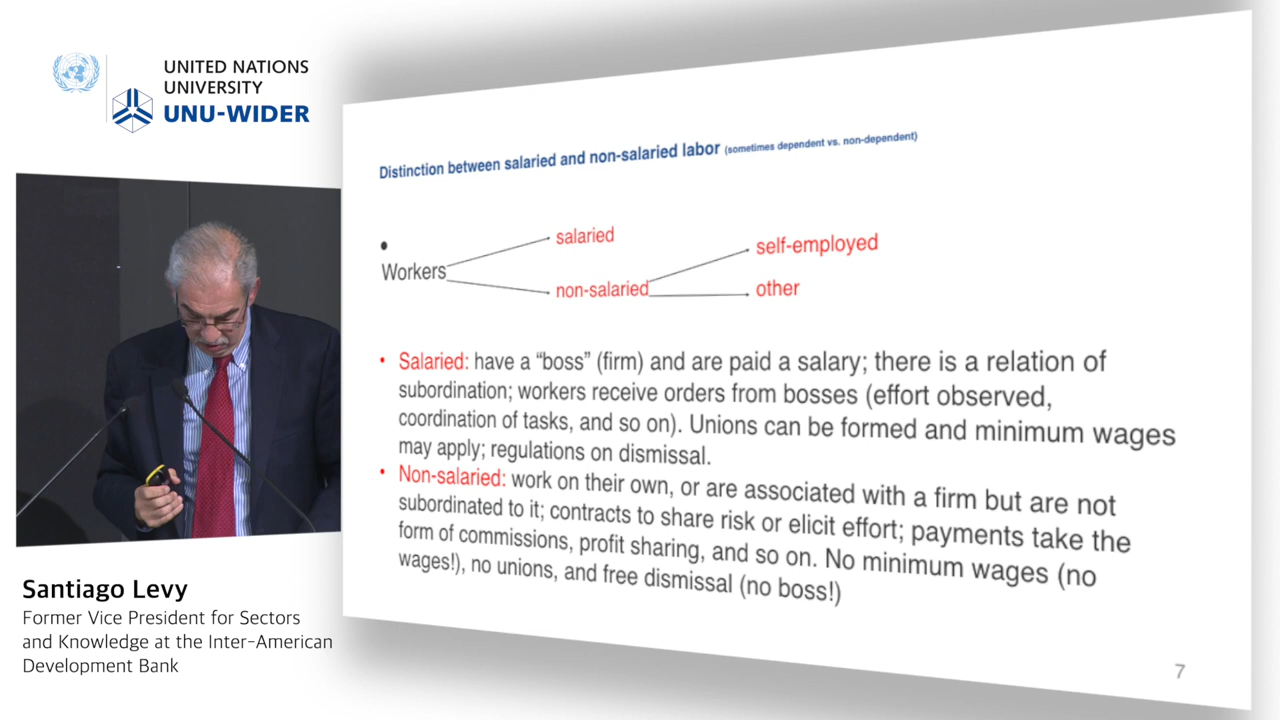 UNITED NATIONS
UNIVERSITY
UNU-WIDER
Distinction between salaried and non-salaried labor (sometimes dependent vs. non-dependent)
•
Workers
salaried
non-salaried
self-employed
other
• Salaried: have a “boss” (firm) and are paid a salary; there is a relation of
subordination; workers receive orders from bosses (effort observed,
coordination of tasks, and so on). Unions can be formed and minimum wages
may apply; regulations on dismissal.
• Non-salaried: work on their own, or are associated with a firm but are not
subordinated to it; contracts to share risk or elicit effort; payments take the
form of commissions, profit sharing, and so on. No minimum wages (no
wages!), no unions, and free dismissal (no boss!)
7
Santiago Levy
Former Vice President for Sectors
and Knowledge at the Inter-American
Development Bank